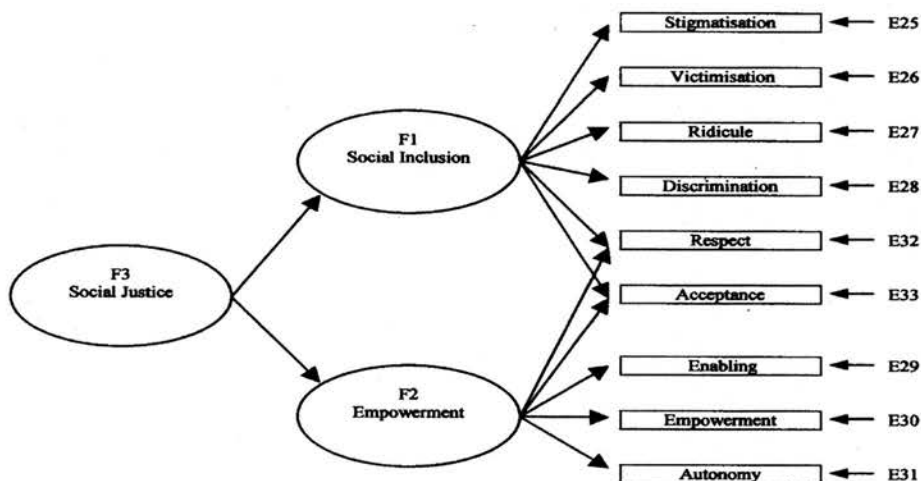 Stigmatisation
E25
Victimisation
E26
F1
Social Inclusion
Ridicule
E27
Discrimination
E28
Respect
E32
F3
Social Justice
Acceptance
E33
Enabling
E29
F2
Empowerment
Empowerment
E30
Autonomy
E31